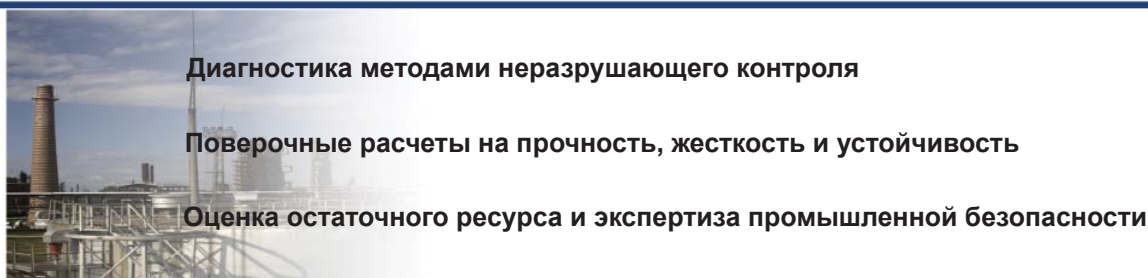 Диагностика методами неразрушающего контроля
Поверочные расчеты на прочность, жесткость и устойчивость
Оценка остаточного ресурса и экспертиза промышленной безопасности